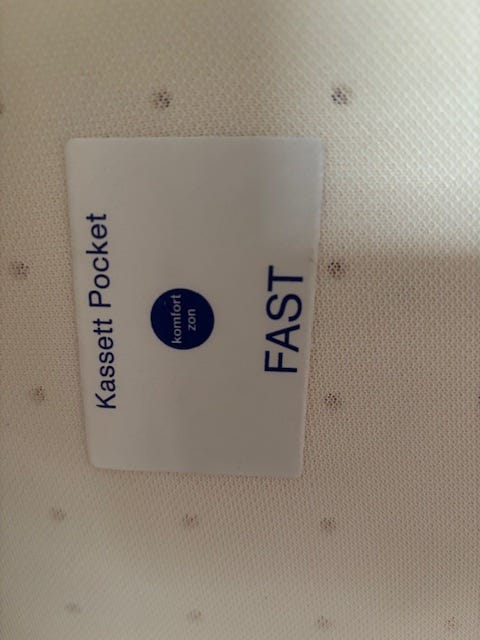 Kassett Pocket
komfort
zon
FAST